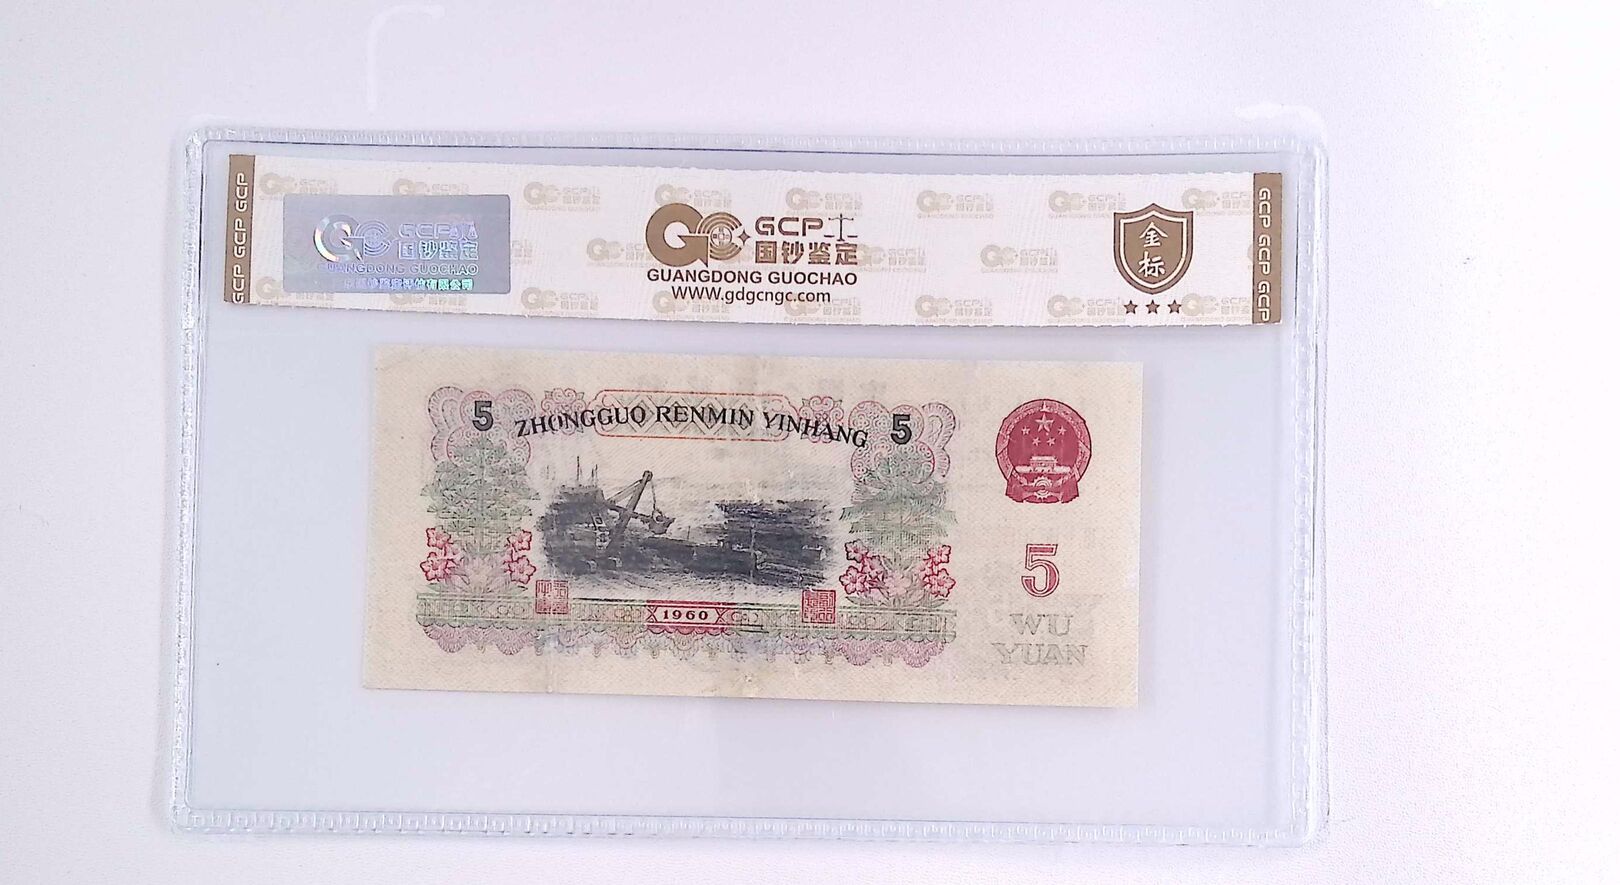 GCP GCP GCP
GCP
国钞鉴定
GUANGDONG GUOCHAO
GCP
国钞鉴定
GUANGDONG GUOCHAO
WWW.gdgcngc.com
金
标
GCP GCP GCP
5 ZHONGGUO RENMIN YINHANG 5
1960
5
WU
YUAN